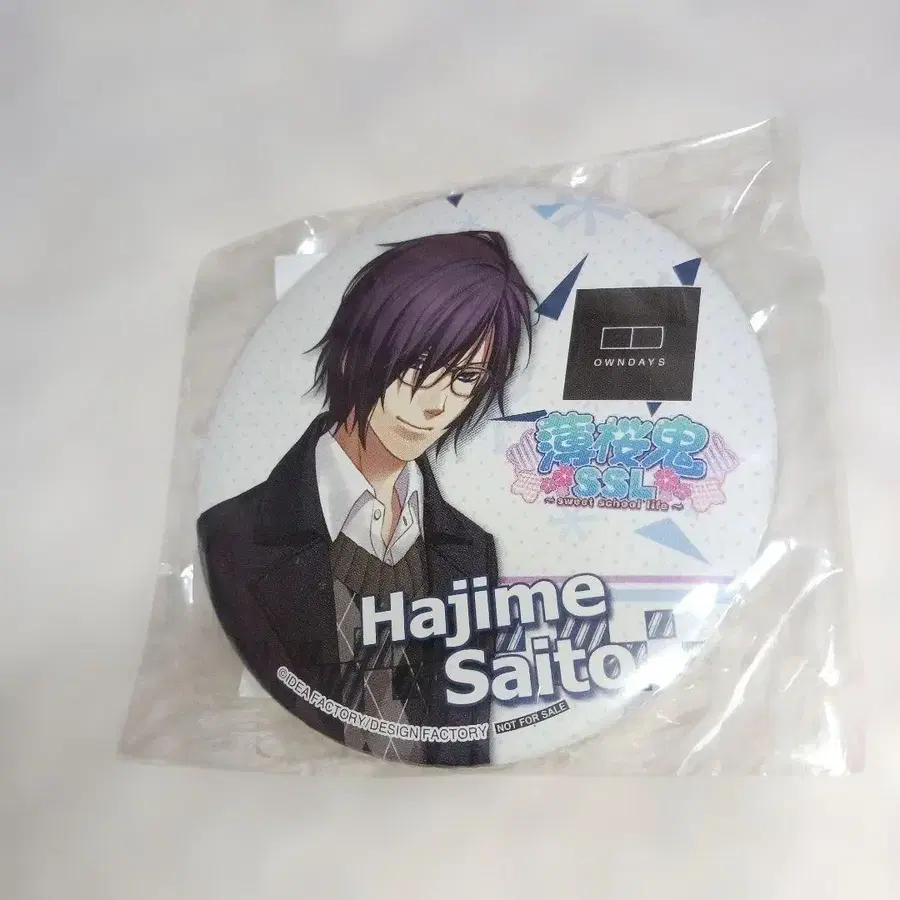 OWNDAYS
薄桜鬼
SSL
~ sweet school life ~
Hajime
Saito
©IDEA FACTORY/DESIGN FACTORY
NOT FOR SALE